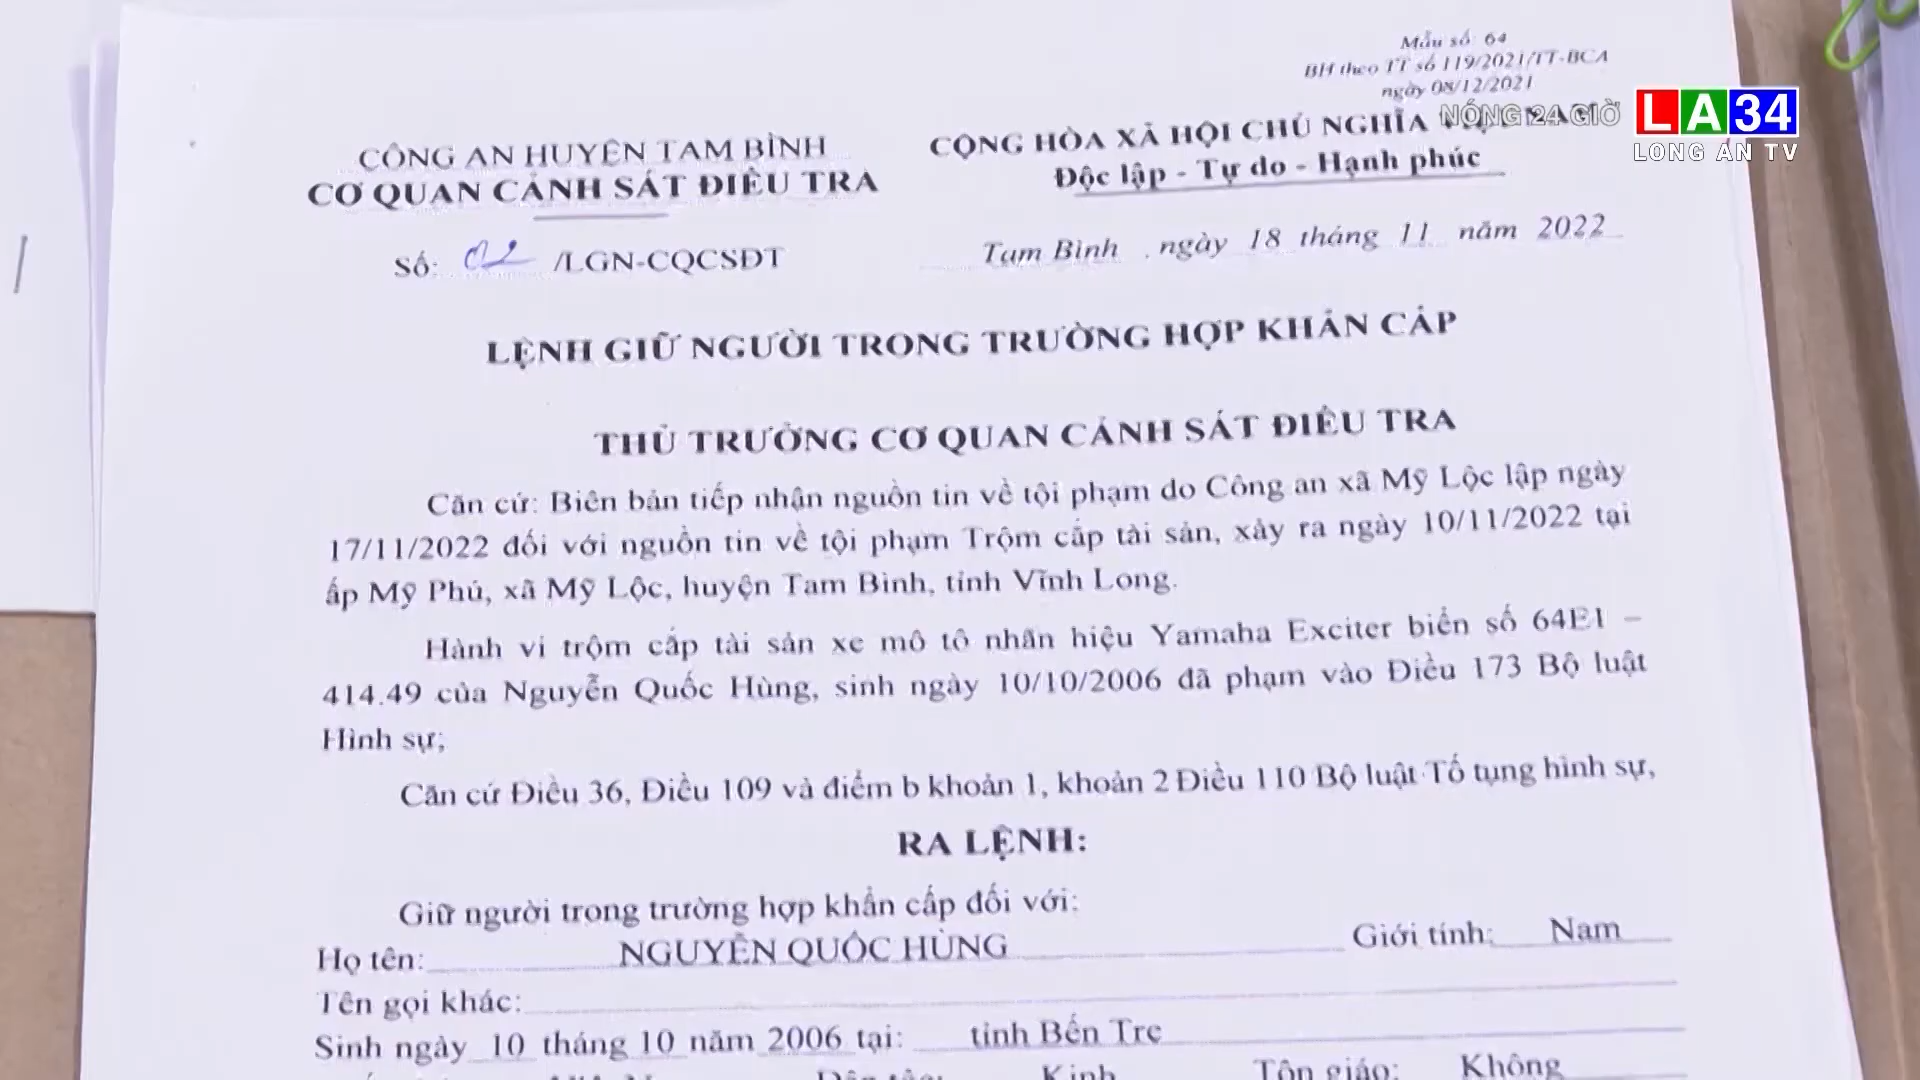 Mẫu số 64
BH theo TT số 119/2021/TT-BCA
ngày 08/12/2021
NÓNG 24 GIỜ
LA34
LONG AN TV
CÔNG AN HUYỆN TAM BÌNH
CỘNG HÒA XÃ HỘI CHỦ NGHĨA
CƠ QUAN CẢNH SÁT ĐIỀU TRA
Độc lập - Tự do - Hạnh phúc
Số: 02 /LGN-CQCSĐT
Tam Bình , ngày 18 tháng 11 năm 2022
LỆNH GIỮ NGƯỜI TRONG TRƯỜNG HỢP KHẨN CẤP
THỦ TRƯỞNG CƠ QUAN CẢNH SÁT ĐIỀU TRA
Căn cứ: Biên bản tiếp nhận nguồn tin về tội phạm do Công an xã Mỹ Lộc lập ngày
17/11/2022 đối với nguồn tin về tội phạm Trộm cắp tài sản, xảy ra ngày 10/11/2022 tại
ấp Mỹ Phú, xã Mỹ Lộc, huyện Tam Bình, tỉnh Vĩnh Long.
Hành vi trộm cắp tài sản xe mô tô nhãn hiệu Yamaha Exciter biển số 64E1 –
414.49 của Nguyễn Quốc Hùng, sinh ngày 10/10/2006 đã phạm vào Điều 173 Bộ luật
Hình sự;
Căn cứ Điều 36, Điều 109 và điểm b khoản 1, khoản 2 Điều 110 Bộ luật Tố tụng hình sự,
RA LỆNH:
Giữ người trong trường hợp khẩn cấp đối với:
Họ tên: NGUYỄN QUỐC HÙNG Giới tính: Nam
Tên gọi khác:
Sinh ngày 10 tháng 10 năm 2006 tại: tỉnh Bến Tre
Dân tộc: Kinh Tôn giáo: Không